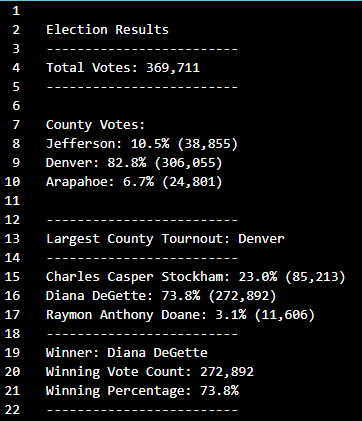 1
2 Election Results
3 -------------------------
4 Total Votes: 369,711
5 -------------------------
6
7 County Votes:
8 Jefferson: 10.5% (38,855)
9 Denver: 82.8% (306,055)
10 Arapahoe: 6.7% (24,801)
11
12 -------------------------
13 Largest County Tournout: Denver
14 -------------------------
15 Charles Casper Stockham: 23.0% (85,213)
16 Diana DeGette: 73.8% (272,892)
17 Raymon Anthony Doane: 3.1% (11,606)
18 -------------------------
19 Winner: Diana DeGette
20 Winning Vote Count: 272,892
21 Winning Percentage: 73.8%
22 -------------------------